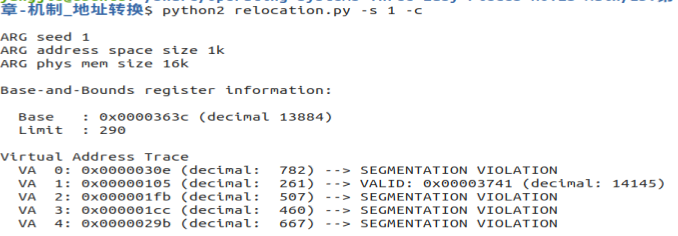 章-机制_地址转换$ python2 relocation.py -s 1 -c
ARG seed 1
ARG address space size 1k
ARG phys mem size 16k
Base-and-Bounds register information:
Base : 0x0000363c (decimal 13884)
Limit : 290
Virtual Address Trace
VA 0: 0x0000030e (decimal: 782) --> SEGMENTATION VIOLATION
VA 1: 0x00000105 (decimal: 261) --> VALID: 0x00003741 (decimal: 14145)
VA 2: 0x000001fb (decimal: 507) --> SEGMENTATION VIOLATION
VA 3: 0x000001cc (decimal: 460) --> SEGMENTATION VIOLATION
VA 4: 0x0000029b (decimal: 667) --> SEGMENTATION VIOLATION